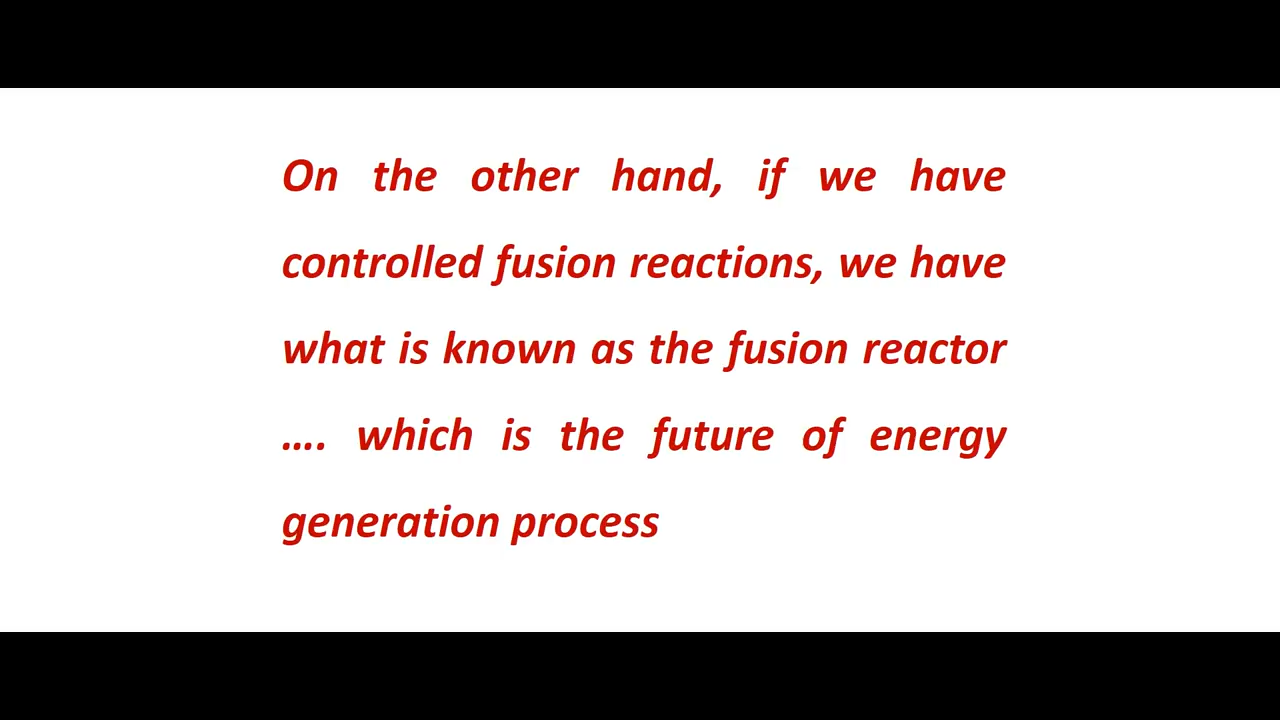 On the other hand, if we have
controlled fusion reactions, we have
what is known as the fusion reactor
…. which is the future of energy
generation process